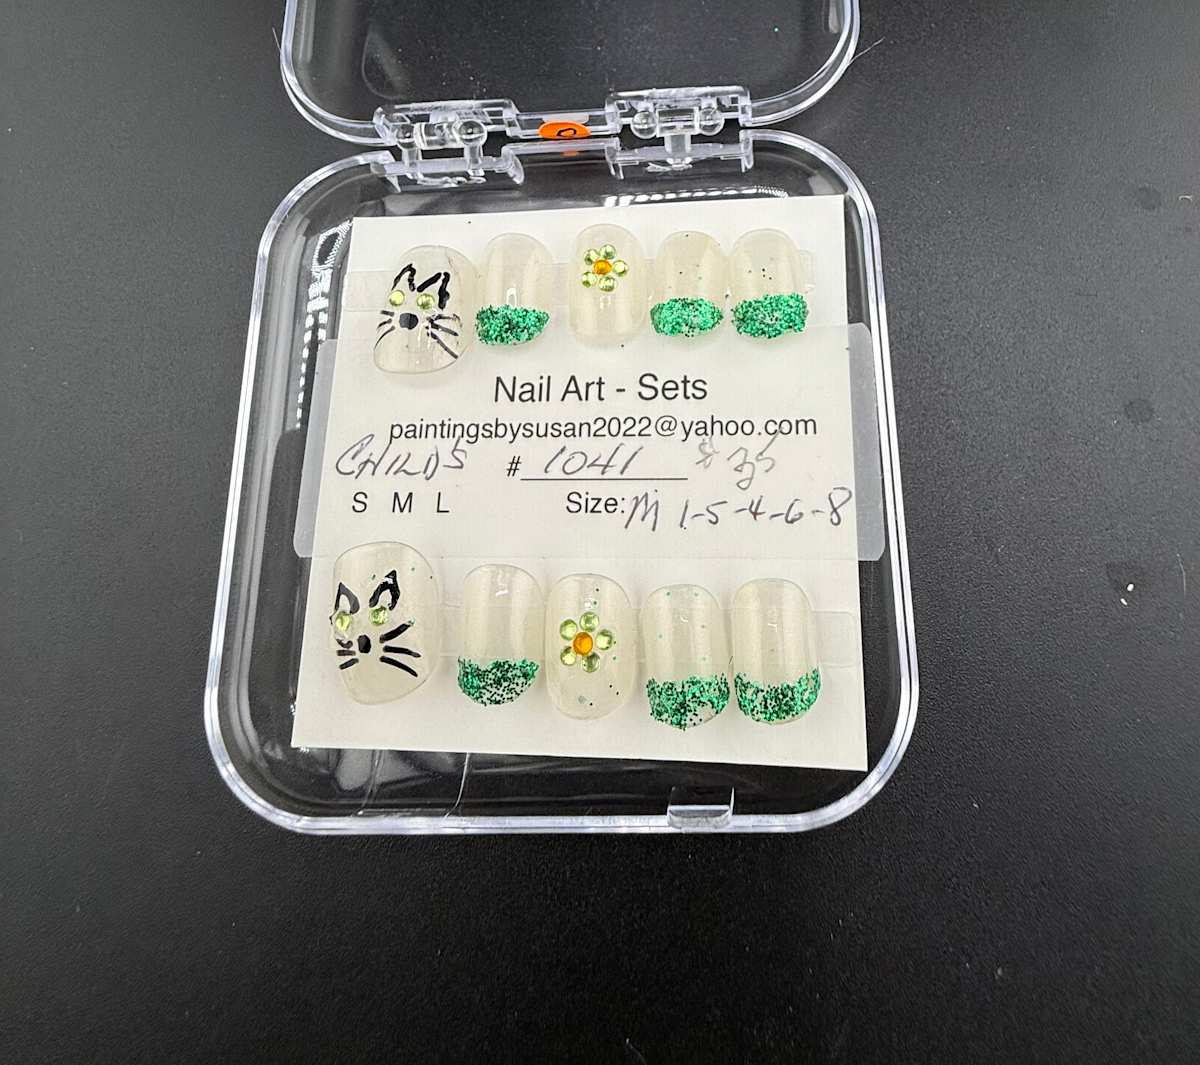 Nail Art - Sets
paintingsbysusan2022@yahoo.com
CHILDS # 1041 $35
S M L Size: M 1-5-4-6-8